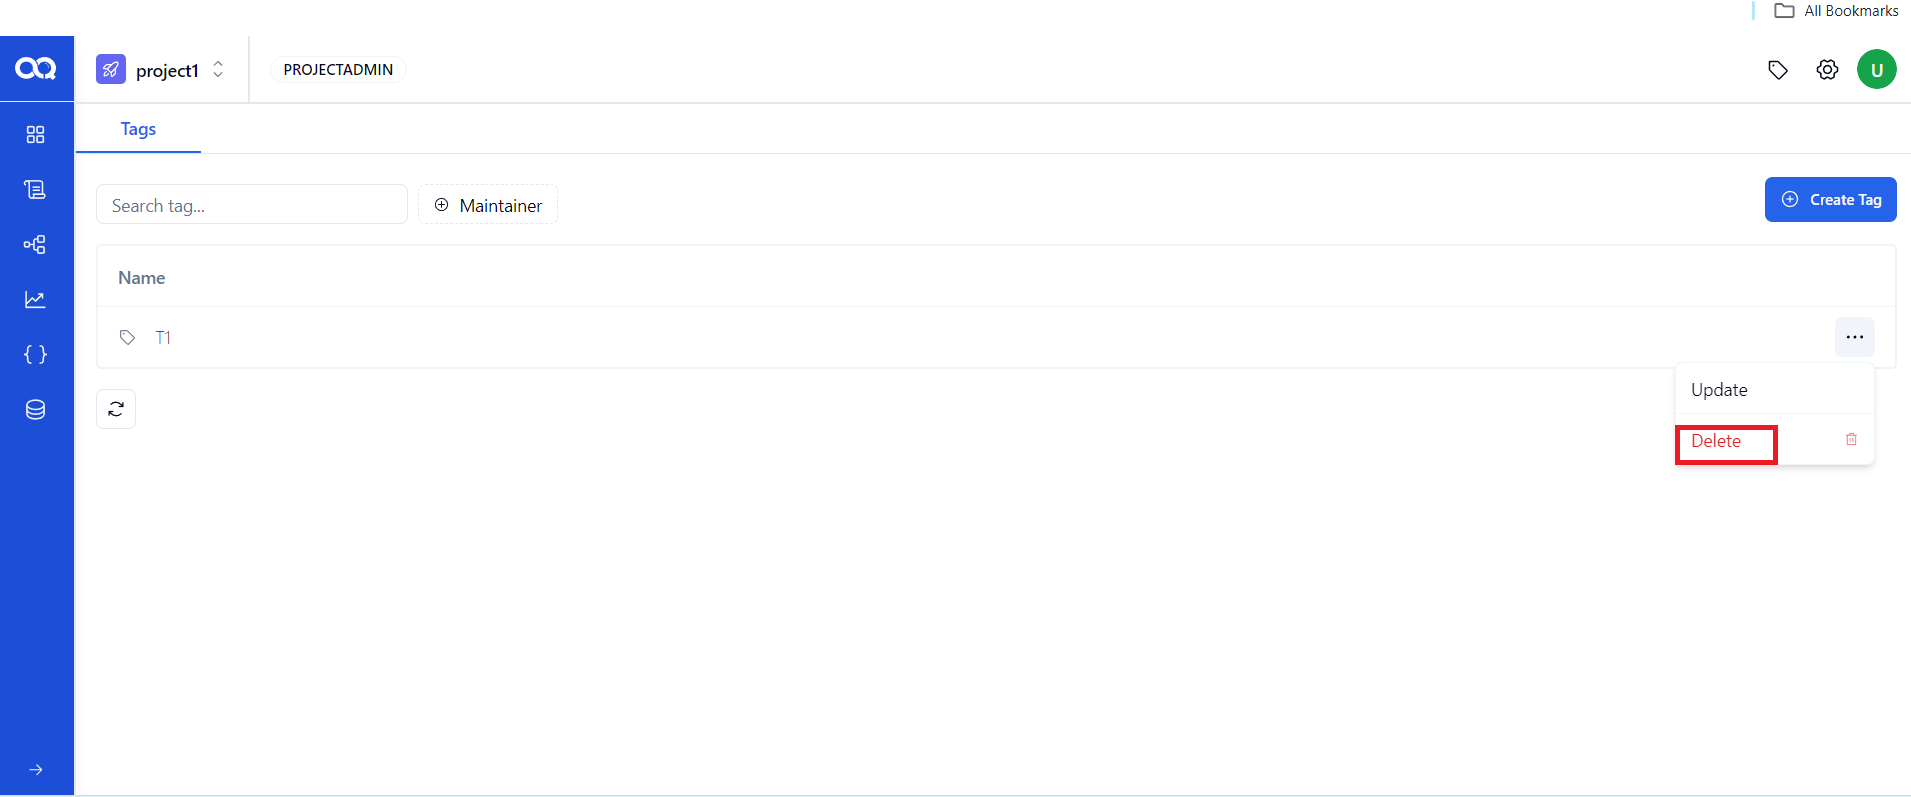 All Bookmarks
project1
PROJECTADMIN
U
Tags
Search tag...
Maintainer
Create Tag
Name
T1
Update
Delete